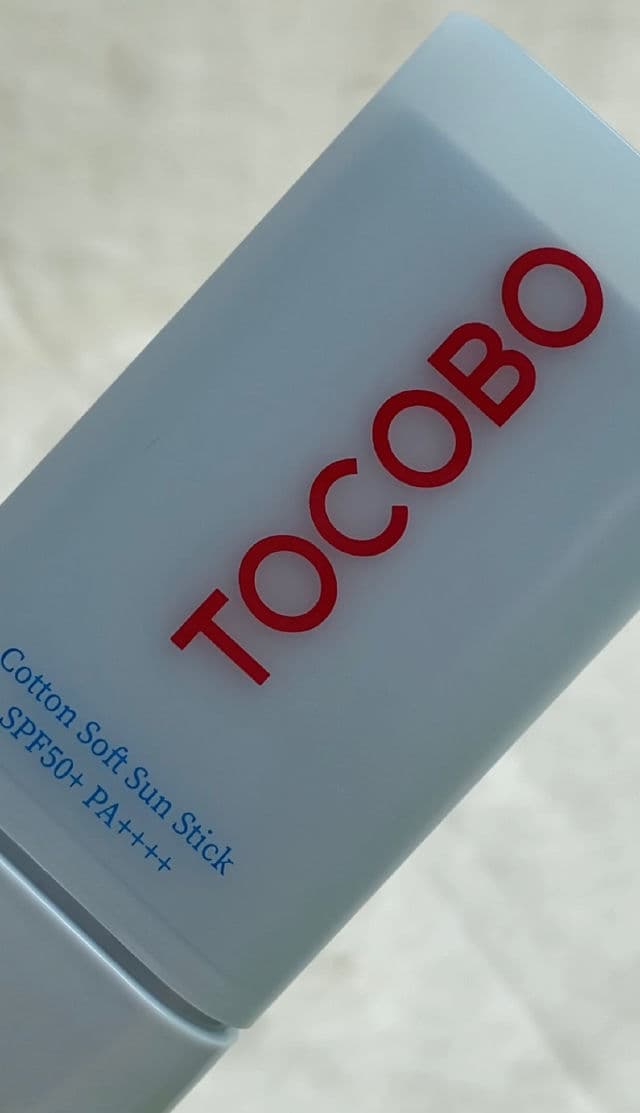 TOCOBO
Cotton Soft Sun Stick
SPF50+ PA++++